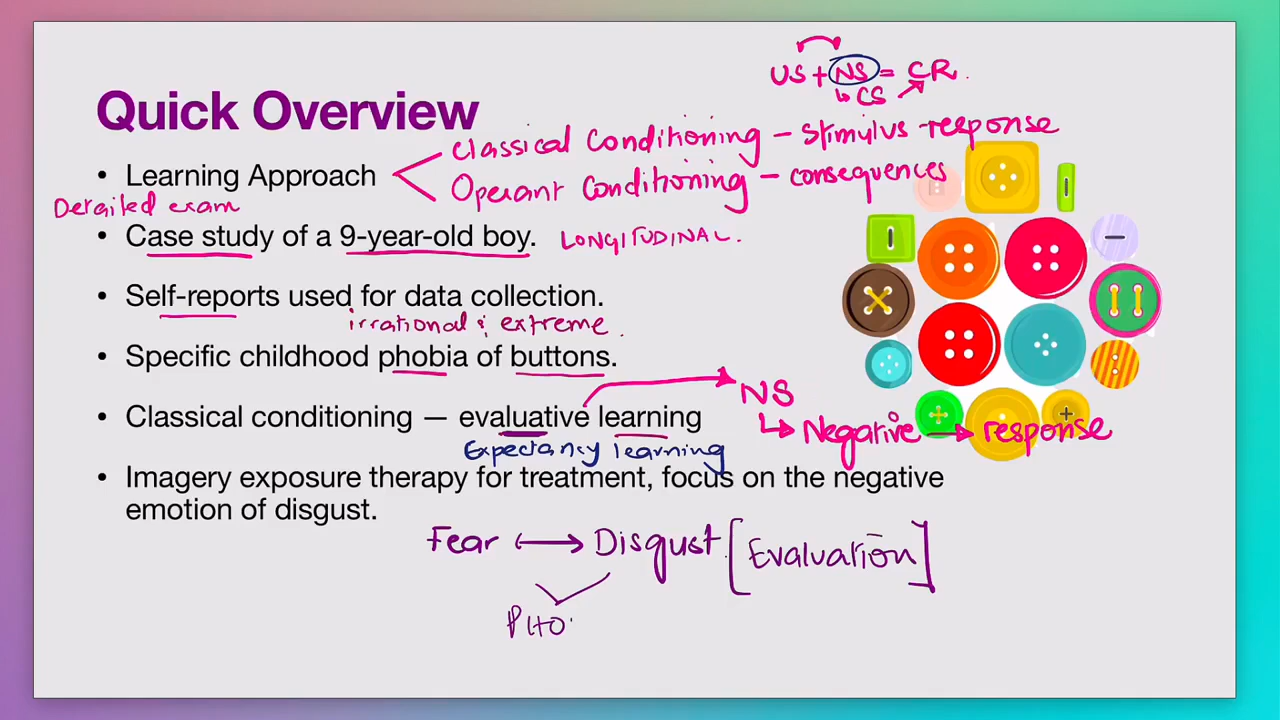 US + NS = CR.
↳ CS
Quick Overview
Classical Conditioning – stimulus response
• Learning Approach
Operant Conditioning – consequences
Detailed exam
• Case study of a 9-year-old boy. LONGITUDINAL.
• Self-reports used for data collection.
irrational & extreme.
• Specific childhood phobia of buttons.
NS
• Classical conditioning — evaluative learning
↳ Negative → response
Expectancy learning
• Imagery exposure therapy for treatment, focus on the negative
emotion of disgust.
Fear ↔ Disgust [Evaluation]
PHO